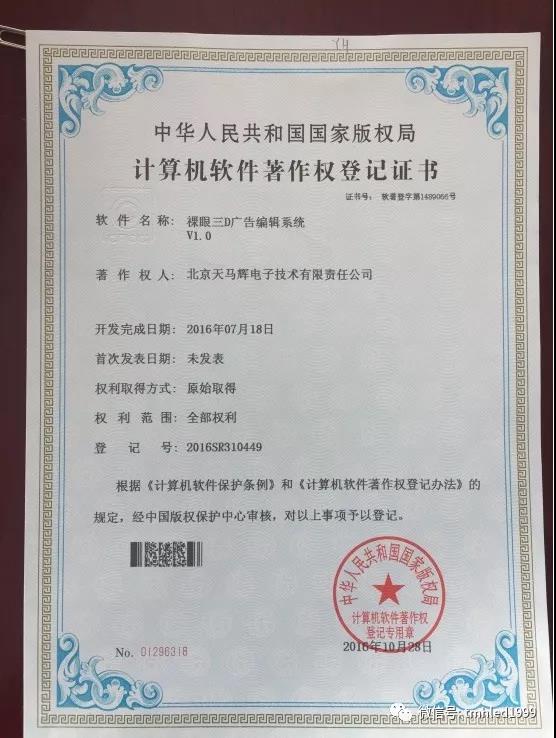 中华人民共和国国家版权局
计算机软件著作权登记证书
证书号: 软著登字第1489066号
软件名称: 裸眼三D广告编辑系统
V1.0
著作权人: 北京天马辉电子技术有限责任公司
开发完成日期: 2016年07月18日
首次发表日期: 未发表
权利取得方式: 原始取得
权利范围: 全部权利
登记号: 2016SR310449
根据《计算机软件保护条例》和《计算机软件著作权登记办法》的
规定,经中国版权保护中心审核,对以上事项予以登记。
中华人民共和国国家版权局
计算机软件著作权
登记专用章
No. 01296318
2016年10月28日
微信号: tmhled1999